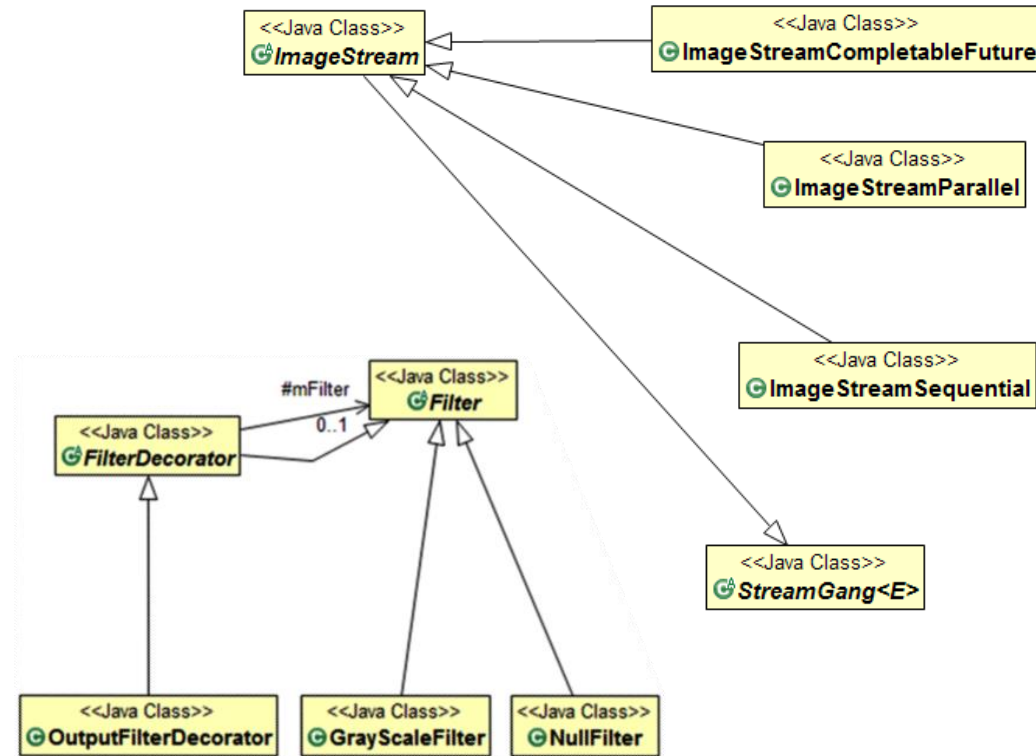 <<Java Class>>
ImageStream
<<Java Class>>
ImageStreamCompletableFuture
<<Java Class>>
ImageStreamParallel
<<Java Class>>
ImageStreamSequential
<<Java Class>>
Filter
#mFilter
0..1
<<Java Class>>
FilterDecorator
<<Java Class>>
StreamGang<E>
<<Java Class>>
OutputFilterDecorator
<<Java Class>>
GrayScaleFilter
<<Java Class>>
NullFilter